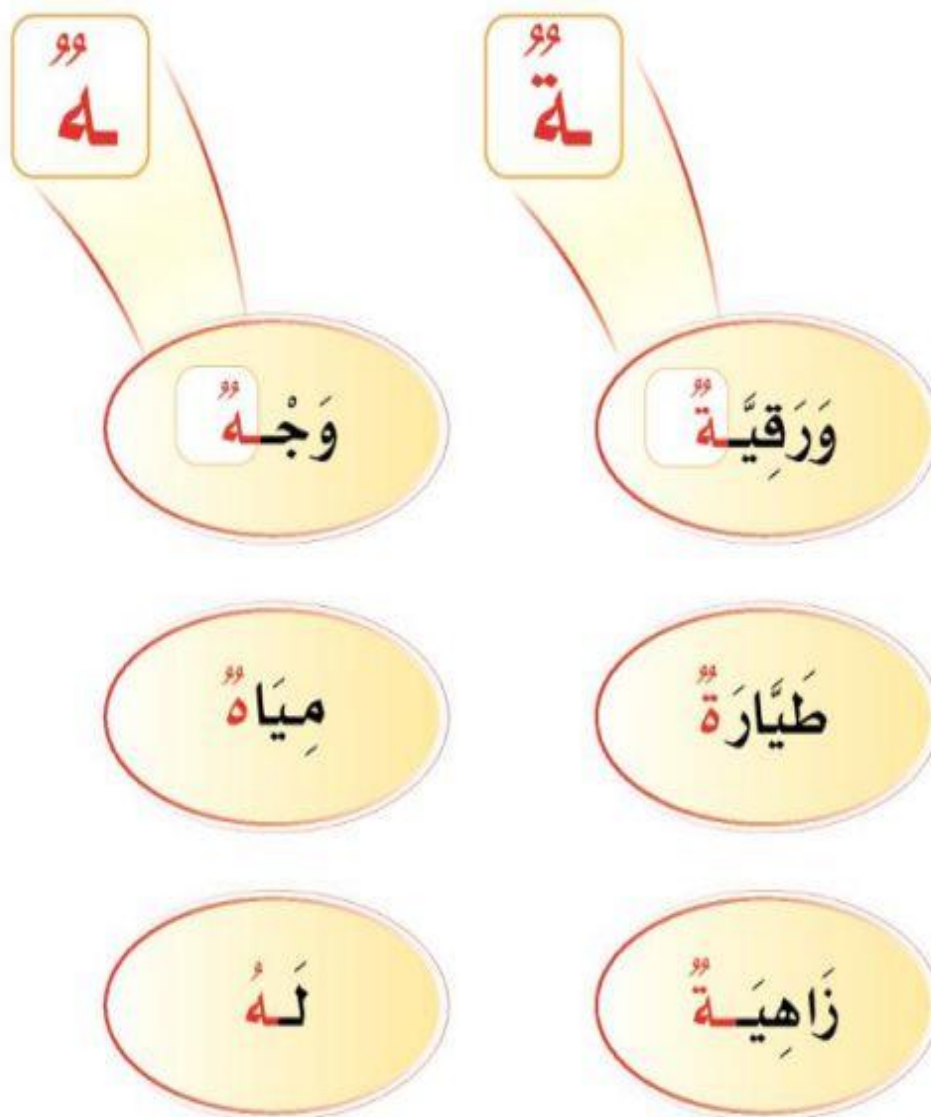 ـةٌ
ـهٌ
وَرَقِيَّـةٌ
وَجْـهٌ
طَيَّارَةٌ
مِيَاهٌ
زَاهِيَـةٌ
لَـهُ